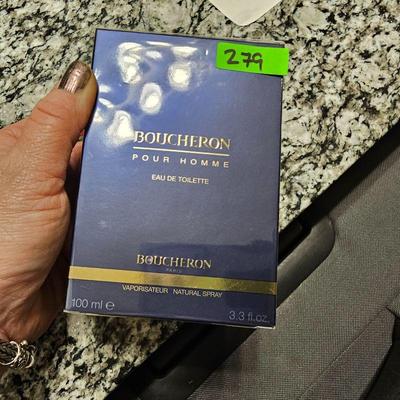 279
BOUCHERON
POUR HOMME
EAU DE TOILETTE
BOUCHERON
PARIS
VAPORISATEUR NATURAL SPRAY
100 ml ℮ 3.3 fl.oz.